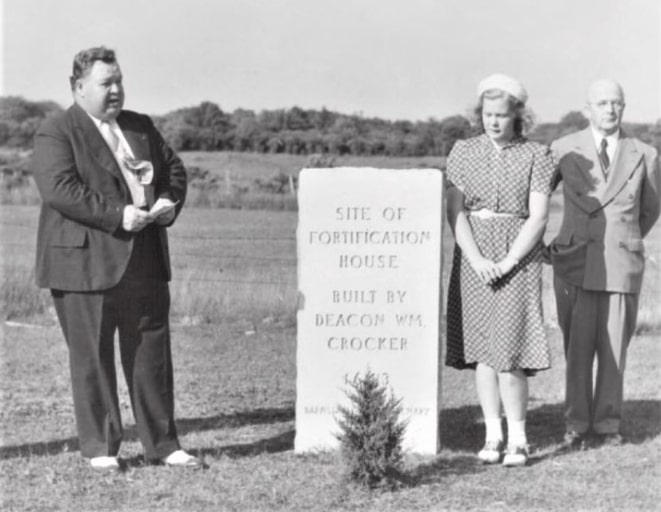 SITE OF
FORTIFICATION
HOUSE
BUILT BY
DEACON WM.
CROCKER